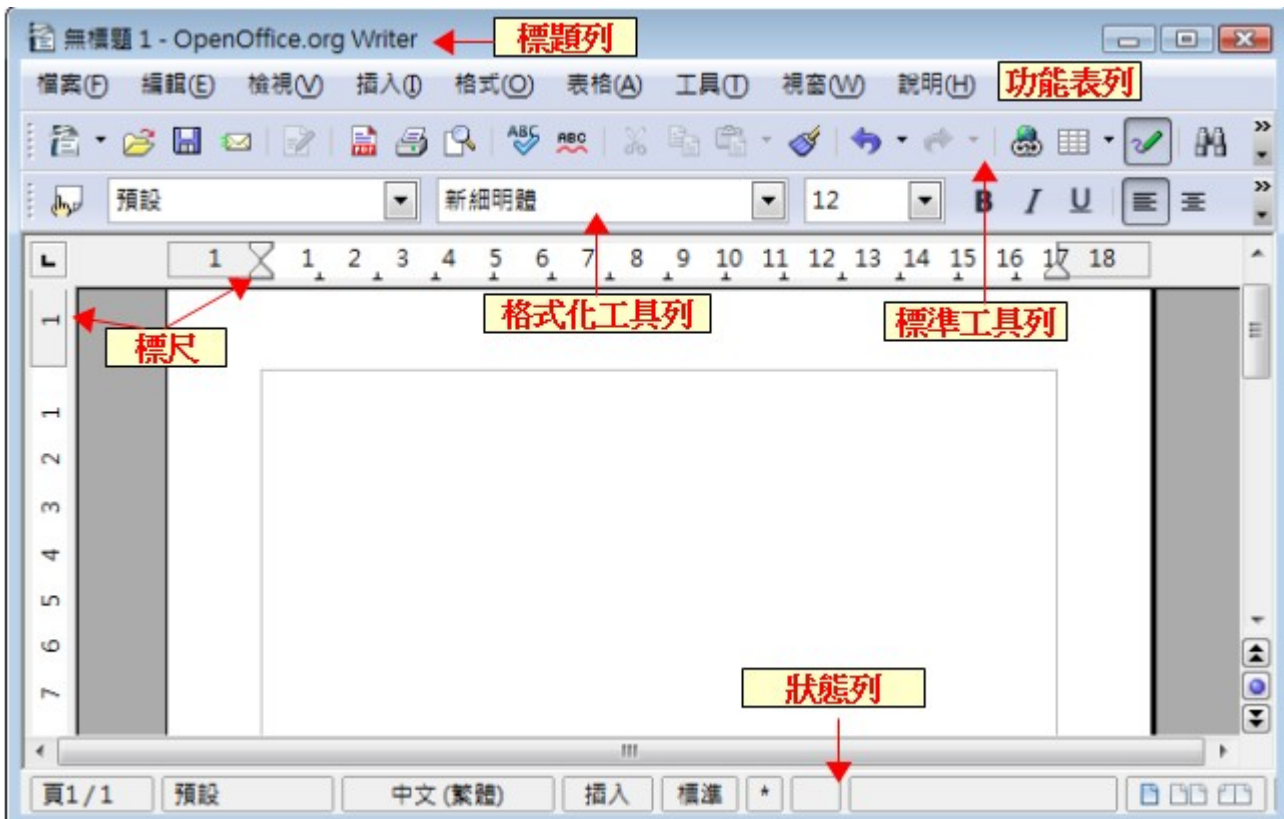 無標題 1 - OpenOffice.org Writer 標題列
檔案(F) 編輯(E) 檢視(V) 插入(I) 格式(O) 表格(A) 工具(T) 視窗(W) 說明(H) 功能表列
PDF ABC ABC
預設 新細明體 12 B I U
1 1 2 3 4 5 6 7 8 9 10 11 12 13 14 15 16 17 18
1
標尺 格式化工具列 標準工具列
1
2
3
4
5
6
7
狀態列
頁1 / 1 預設 中文 (繁體) 插入 標準 *